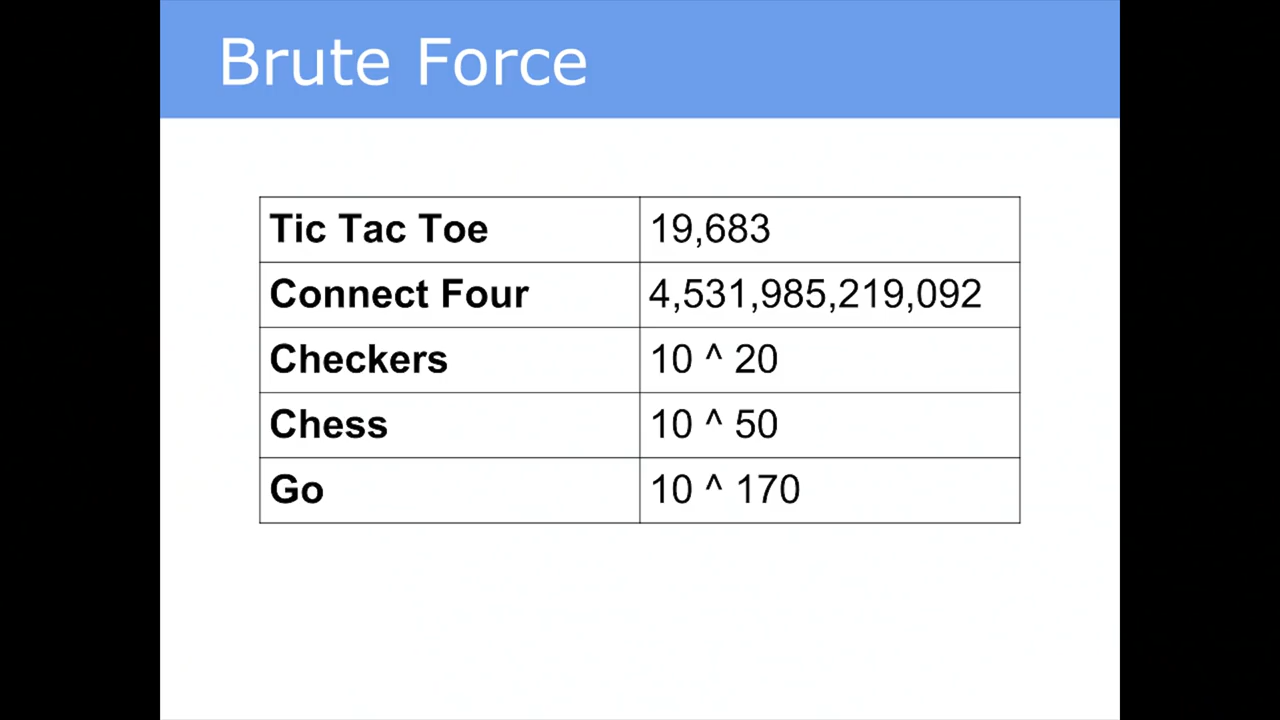 Brute Force
Tic Tac Toe 19,683
Connect Four 4,531,985,219,092
Checkers 10 ^ 20
Chess 10 ^ 50
Go 10 ^ 170